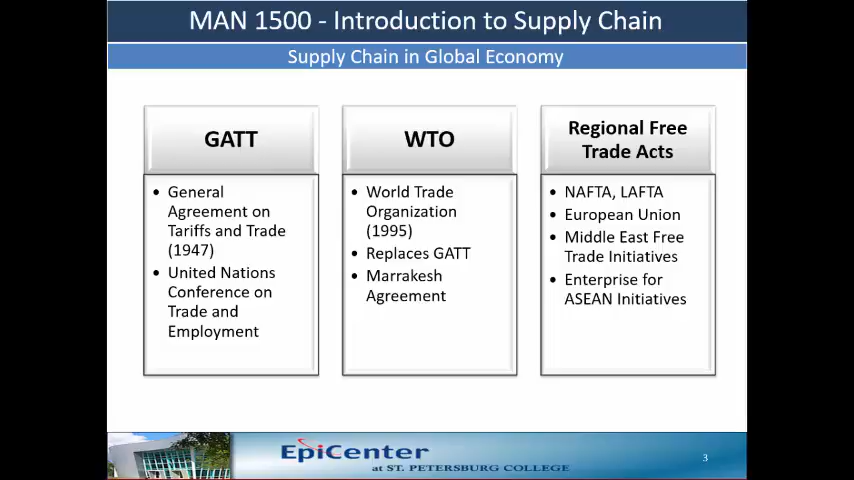 MAN 1500 - Introduction to Supply Chain
Supply Chain in Global Economy
GATT
• General
Agreement on
Tariffs and Trade
(1947)
• United Nations
Conference on
Trade and
Employment
WTO
• World Trade
Organization
(1995)
• Replaces GATT
• Marrakesh
Agreement
Regional Free
Trade Acts
• NAFTA, LAFTA
• European Union
• Middle East Free
Trade Initiatives
• Enterprise for
ASEAN Initiatives
EpiCenter
at ST. PETERSBURG COLLEGE
3